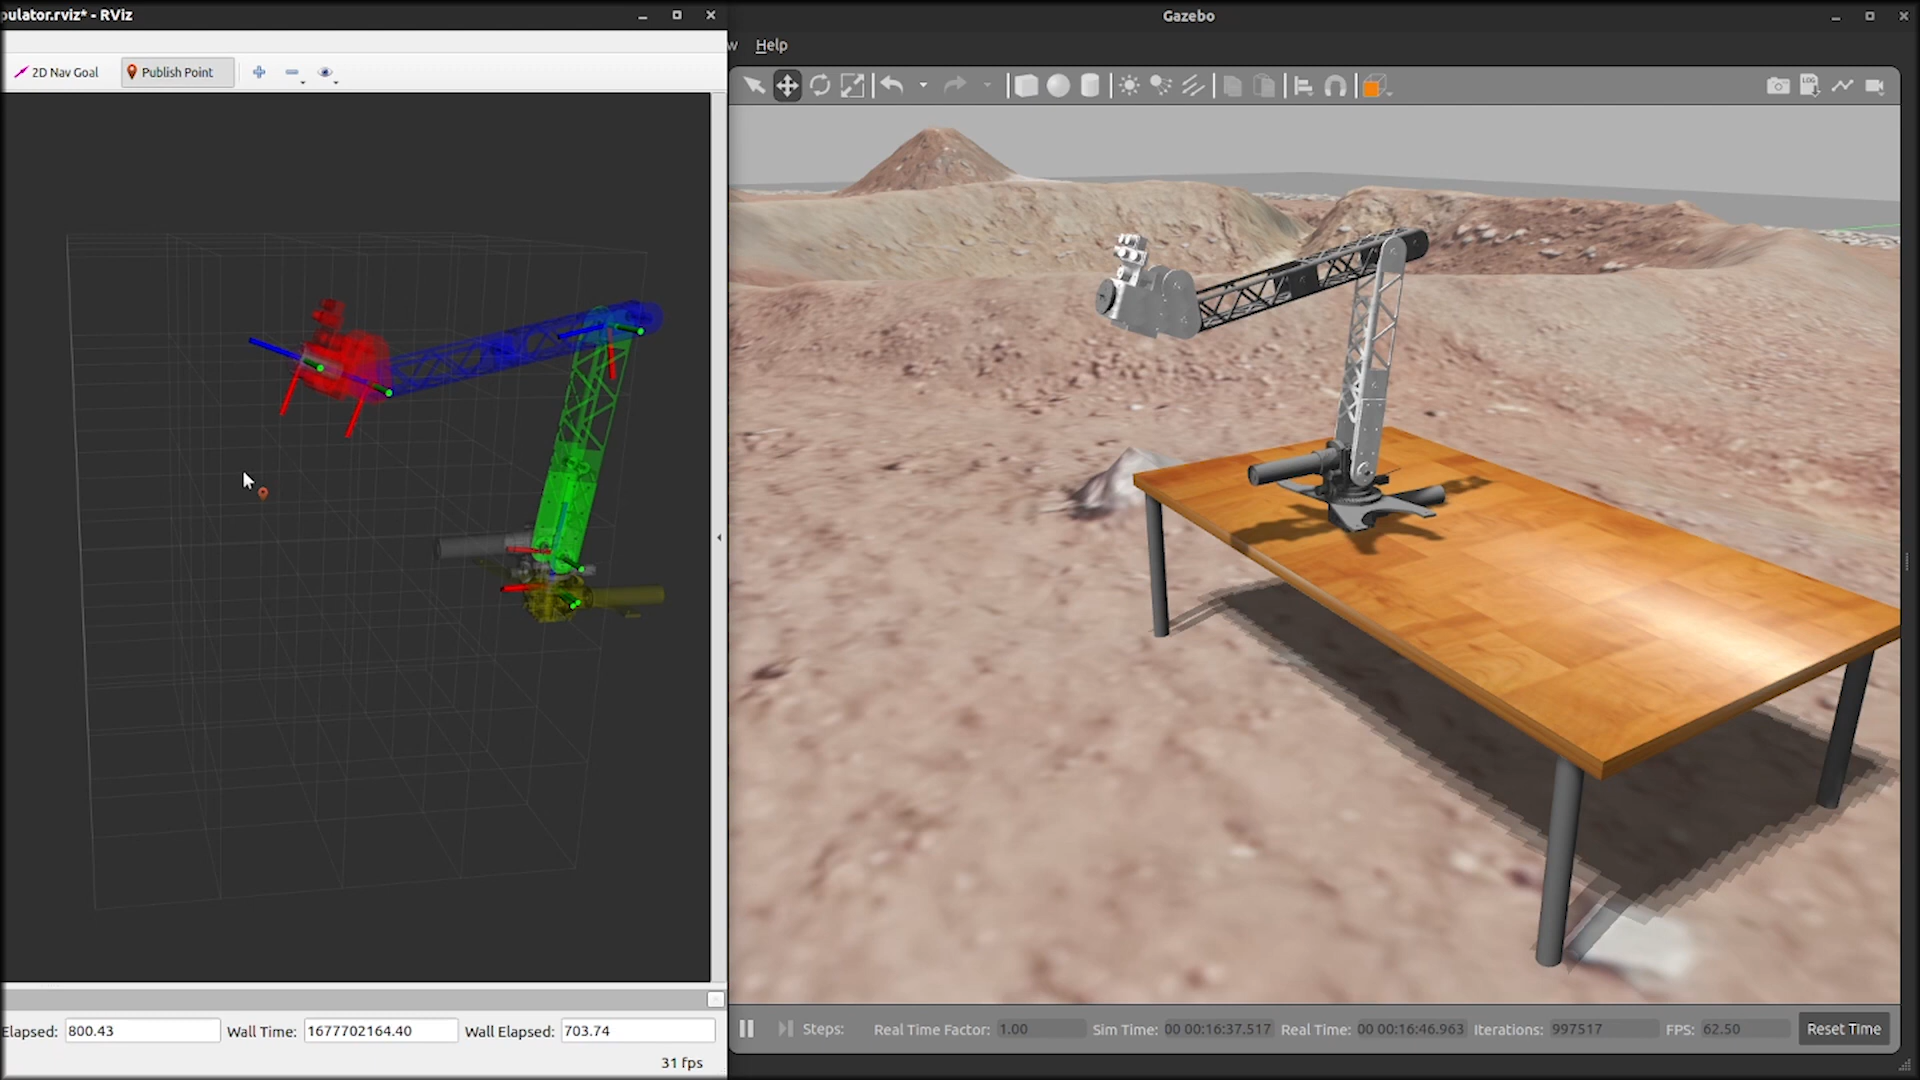 pulator.rviz* - RViz
2D Nav Goal
Publish Point
Elapsed: 800.43 Wall Time: 1677702164.40 Wall Elapsed: 703.74
31 fps
Gazebo
w Help
LOG
Steps: Real Time Factor: 1.00 Sim Time: 00 00:16:37.517 Real Time: 00 00:16:46.963 Iterations: 997517 FPS: 62.50 Reset Time